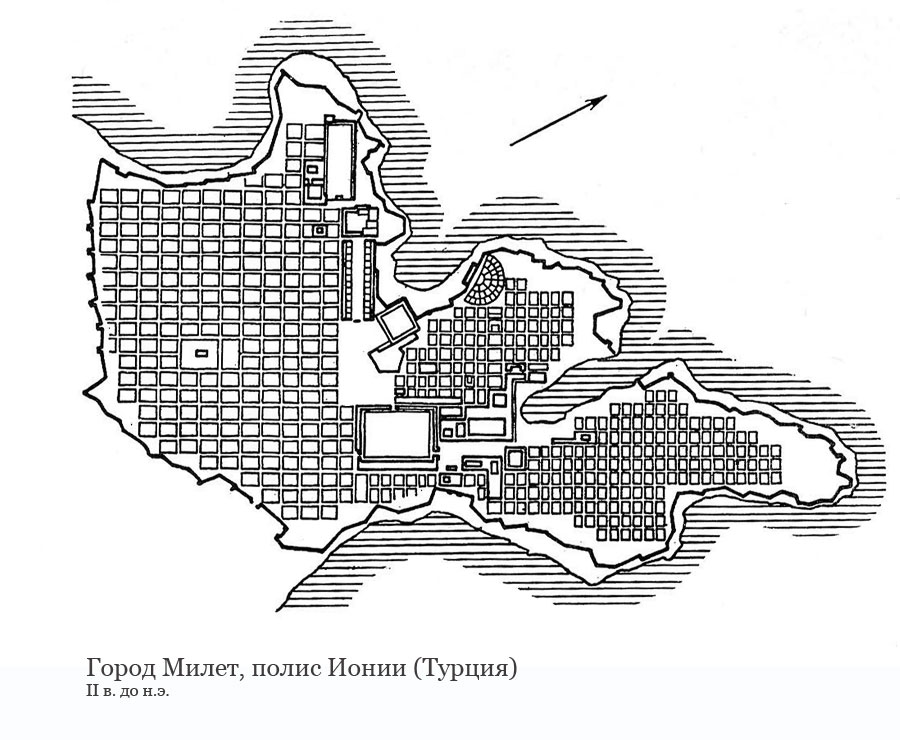 Город Милет, полис Ионии (Турция)
II в. до н.э.